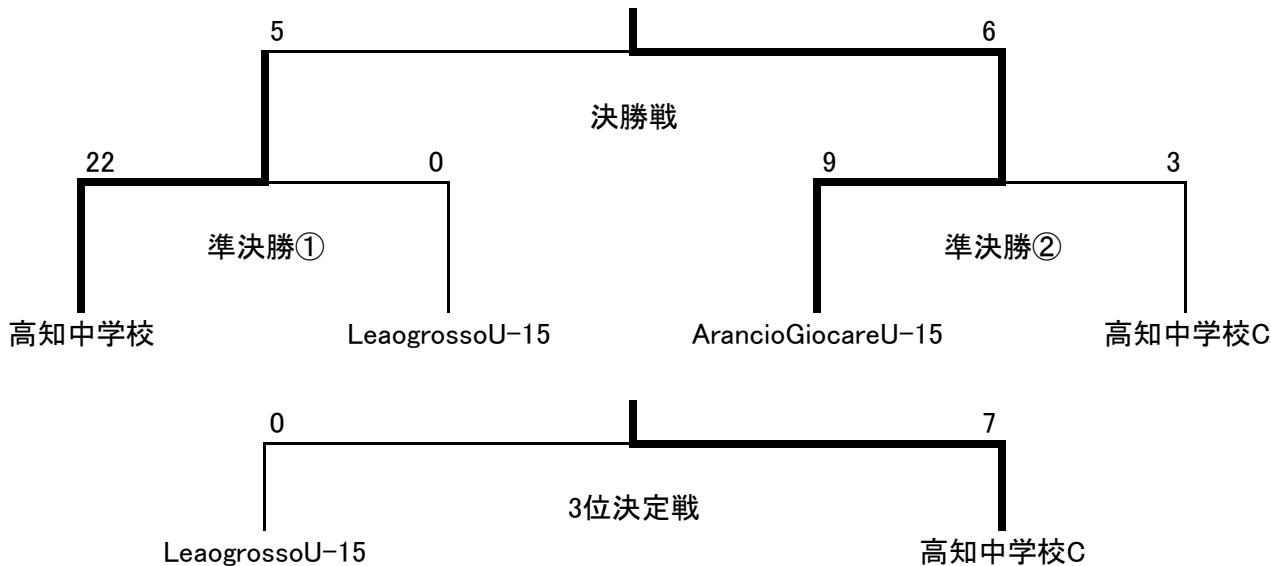 5 6
決勝戦
22 0 9 3
準決勝① 準決勝②
高知中学校 LeaogrossoU-15 ArancioGiocareU-15 高知中学校C
0 7
3位決定戦
LeaogrossoU-15 高知中学校C